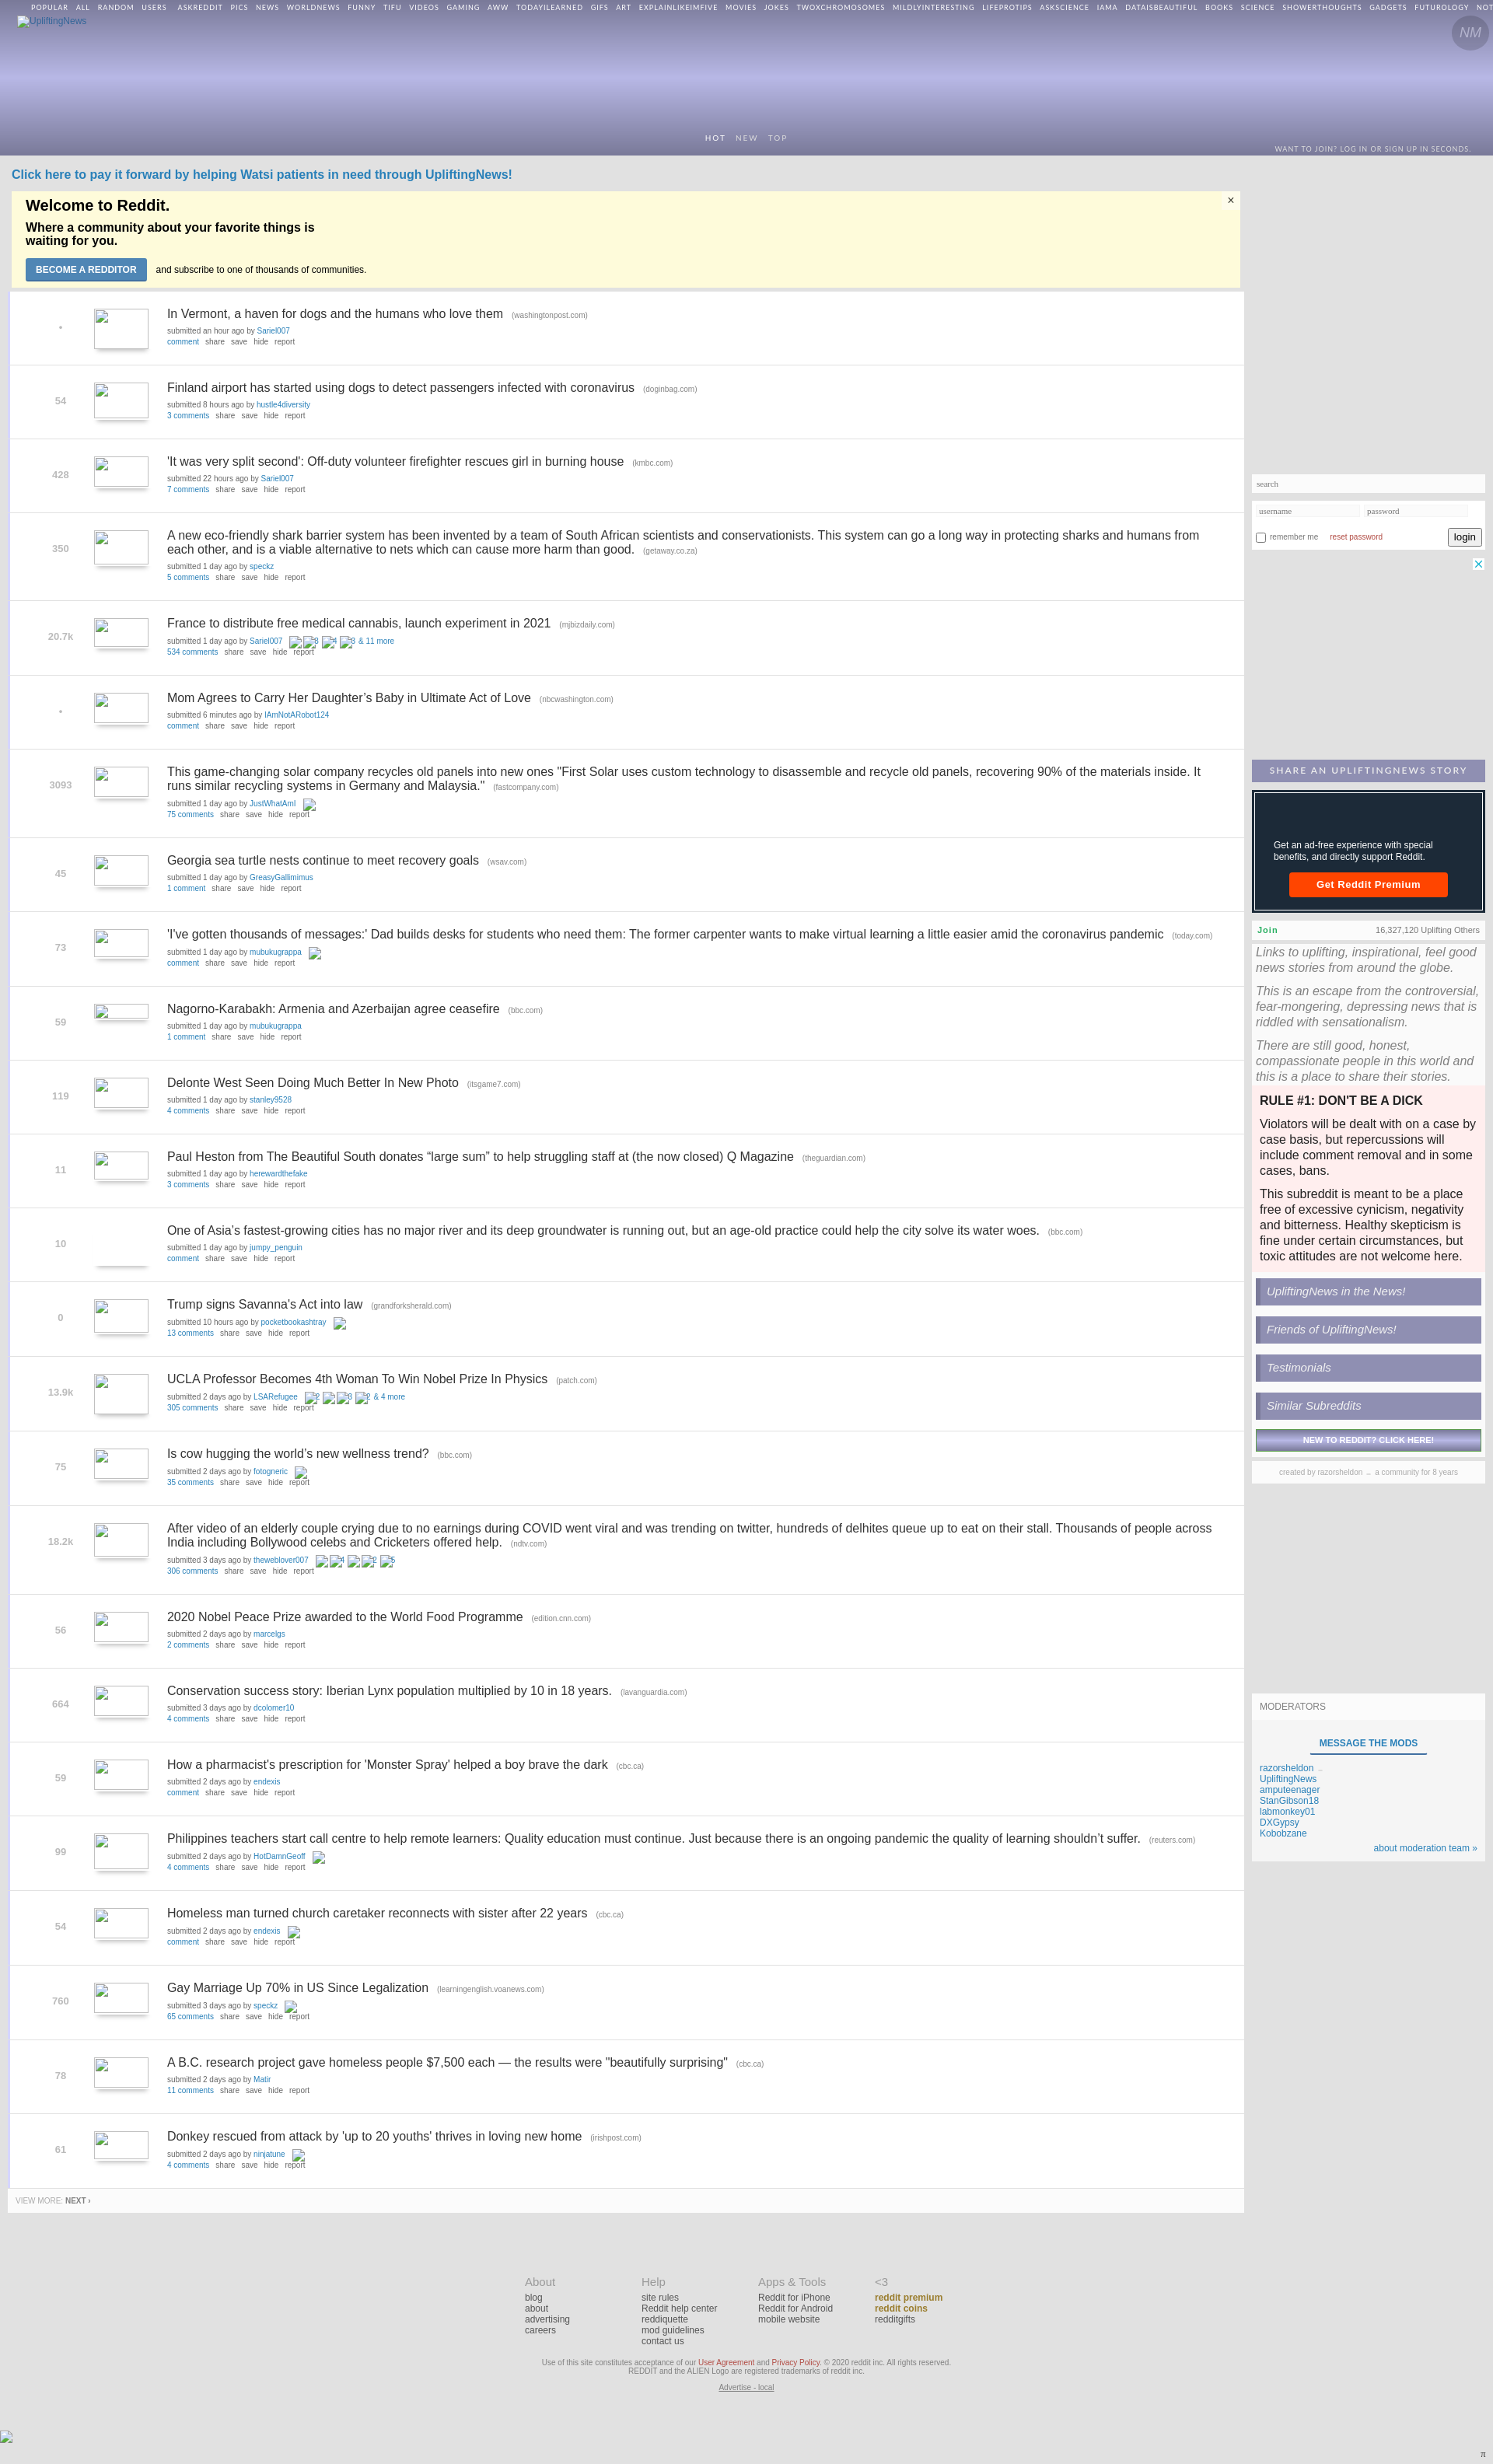 POPULAR ALL RANDOM USERS ASKREDDIT PICS NEWS WORLDNEWS FUNNY TIFU VIDEOS GAMING AWW TODAYILEARNED GIFS ART EXPLAINLIKEIMFIVE MOVIES JOKES TWOXCHROMOSOMES MILDLYINTERESTING LIFEPROTIPS ASKSCIENCE IAMA DATAISBEAUTIFUL BOOKS SCIENCE SHOWERTHOUGHTS GADGETS FUTUROLOGY NOT
UpliftingNews
NM
HOT NEW TOP
WANT TO JOIN? LOG IN OR SIGN UP IN SECONDS.
Click here to pay it forward by helping Watsi patients in need through UpliftingNews!
Welcome to Reddit.
×
Where a community about your favorite things is
waiting for you.
BECOME A REDDITOR and subscribe to one of thousands of communities.
•
In Vermont, a haven for dogs and the humans who love them (washingtonpost.com)
submitted an hour ago by Sariel007
comment share save hide report
54
Finland airport has started using dogs to detect passengers infected with coronavirus (doginbag.com)
submitted 8 hours ago by hustle4diversity
3 comments share save hide report
428
'It was very split second': Off-duty volunteer firefighter rescues girl in burning house (kmbc.com)
submitted 22 hours ago by Sariel007
7 comments share save hide report
350
A new eco-friendly shark barrier system has been invented by a team of South African scientists and conservationists. This system can go a long way in protecting sharks and humans from
each other, and is a viable alternative to nets which can cause more harm than good. (getaway.co.za)
submitted 1 day ago by speckz
5 comments share save hide report
20.7k
France to distribute free medical cannabis, launch experiment in 2021 (mjbizdaily.com)
submitted 1 day ago by Sariel007 3 4 3 & 11 more
534 comments share save hide report
•
Mom Agrees to Carry Her Daughter’s Baby in Ultimate Act of Love (nbcwashington.com)
submitted 6 minutes ago by IAmNotARobot124
comment share save hide report
3093
This game-changing solar company recycles old panels into new ones "First Solar uses custom technology to disassemble and recycle old panels, recovering 90% of the materials inside. It
runs similar recycling systems in Germany and Malaysia." (fastcompany.com)
submitted 1 day ago by JustWhatAmI
75 comments share save hide report
45
Georgia sea turtle nests continue to meet recovery goals (wsav.com)
submitted 1 day ago by GreasyGallimimus
1 comment share save hide report
73
'I've gotten thousands of messages:' Dad builds desks for students who need them: The former carpenter wants to make virtual learning a little easier amid the coronavirus pandemic (today.com)
submitted 1 day ago by mubukugrappa
comment share save hide report
59
Nagorno-Karabakh: Armenia and Azerbaijan agree ceasefire (bbc.com)
submitted 1 day ago by mubukugrappa
1 comment share save hide report
119
Delonte West Seen Doing Much Better In New Photo (itsgame7.com)
submitted 1 day ago by stanley9528
4 comments share save hide report
11
Paul Heston from The Beautiful South donates “large sum” to help struggling staff at (the now closed) Q Magazine (theguardian.com)
submitted 1 day ago by herewardthefake
3 comments share save hide report
10
One of Asia’s fastest-growing cities has no major river and its deep groundwater is running out, but an age-old practice could help the city solve its water woes. (bbc.com)
submitted 1 day ago by jumpy_penguin
comment share save hide report
0
Trump signs Savanna's Act into law (grandforksherald.com)
submitted 10 hours ago by pocketbookashtray
13 comments share save hide report
13.9k
UCLA Professor Becomes 4th Woman To Win Nobel Prize In Physics (patch.com)
submitted 2 days ago by LSARefugee 2 3 2 & 4 more
305 comments share save hide report
75
Is cow hugging the world’s new wellness trend? (bbc.com)
submitted 2 days ago by fotogneric
35 comments share save hide report
18.2k
After video of an elderly couple crying due to no earnings during COVID went viral and was trending on twitter, hundreds of delhites queue up to eat on their stall. Thousands of people across
India including Bollywood celebs and Cricketers offered help. (ndtv.com)
submitted 3 days ago by theweblover007 4 2 5
306 comments share save hide report
56
2020 Nobel Peace Prize awarded to the World Food Programme (edition.cnn.com)
submitted 2 days ago by marcelgs
2 comments share save hide report
664
Conservation success story: Iberian Lynx population multiplied by 10 in 18 years. (lavanguardia.com)
submitted 3 days ago by dcolomer10
4 comments share save hide report
59
How a pharmacist's prescription for 'Monster Spray' helped a boy brave the dark (cbc.ca)
submitted 2 days ago by endexis
comment share save hide report
99
Philippines teachers start call centre to help remote learners: Quality education must continue. Just because there is an ongoing pandemic the quality of learning shouldn’t suffer. (reuters.com)
submitted 2 days ago by HotDamnGeoff
4 comments share save hide report
54
Homeless man turned church caretaker reconnects with sister after 22 years (cbc.ca)
submitted 2 days ago by endexis
comment share save hide report
760
Gay Marriage Up 70% in US Since Legalization (learningenglish.voanews.com)
submitted 3 days ago by speckz
65 comments share save hide report
78
A B.C. research project gave homeless people $7,500 each — the results were "beautifully surprising" (cbc.ca)
submitted 2 days ago by Matir
11 comments share save hide report
61
Donkey rescued from attack by 'up to 20 youths' thrives in loving new home (irishpost.com)
submitted 2 days ago by ninjatune
4 comments share save hide report
VIEW MORE: NEXT ›
search
username password
remember me reset password login
SHARE AN UPLIFTINGNEWS STORY
Get an ad-free experience with special
benefits, and directly support Reddit.
Get Reddit Premium
Join 16,327,120 Uplifting Others
Links to uplifting, inspirational, feel good
news stories from around the globe.
This is an escape from the controversial,
fear-mongering, depressing news that is
riddled with sensationalism.
There are still good, honest,
compassionate people in this world and
this is a place to share their stories.
RULE #1: DON'T BE A DICK
Violators will be dealt with on a case by
case basis, but repercussions will
include comment removal and in some
cases, bans.
This subreddit is meant to be a place
free of excessive cynicism, negativity
and bitterness. Healthy skepticism is
fine under certain circumstances, but
toxic attitudes are not welcome here.
UpliftingNews in the News!
Friends of UpliftingNews!
Testimonials
Similar Subreddits
NEW TO REDDIT? CLICK HERE!
created by razorsheldon .. a community for 8 years
MODERATORS
MESSAGE THE MODS
razorsheldon ..
UpliftingNews
amputeenager
StanGibson18
labmonkey01
DXGypsy
Kobobzane
about moderation team »
About
blog
about
advertising
careers
Help
site rules
Reddit help center
reddiquette
mod guidelines
contact us
Apps & Tools
Reddit for iPhone
Reddit for Android
mobile website
<3
reddit premium
reddit coins
redditgifts
Use of this site constitutes acceptance of our User Agreement and Privacy Policy. © 2020 reddit inc. All rights reserved.
REDDIT and the ALIEN Logo are registered trademarks of reddit inc.
Advertise - local
π